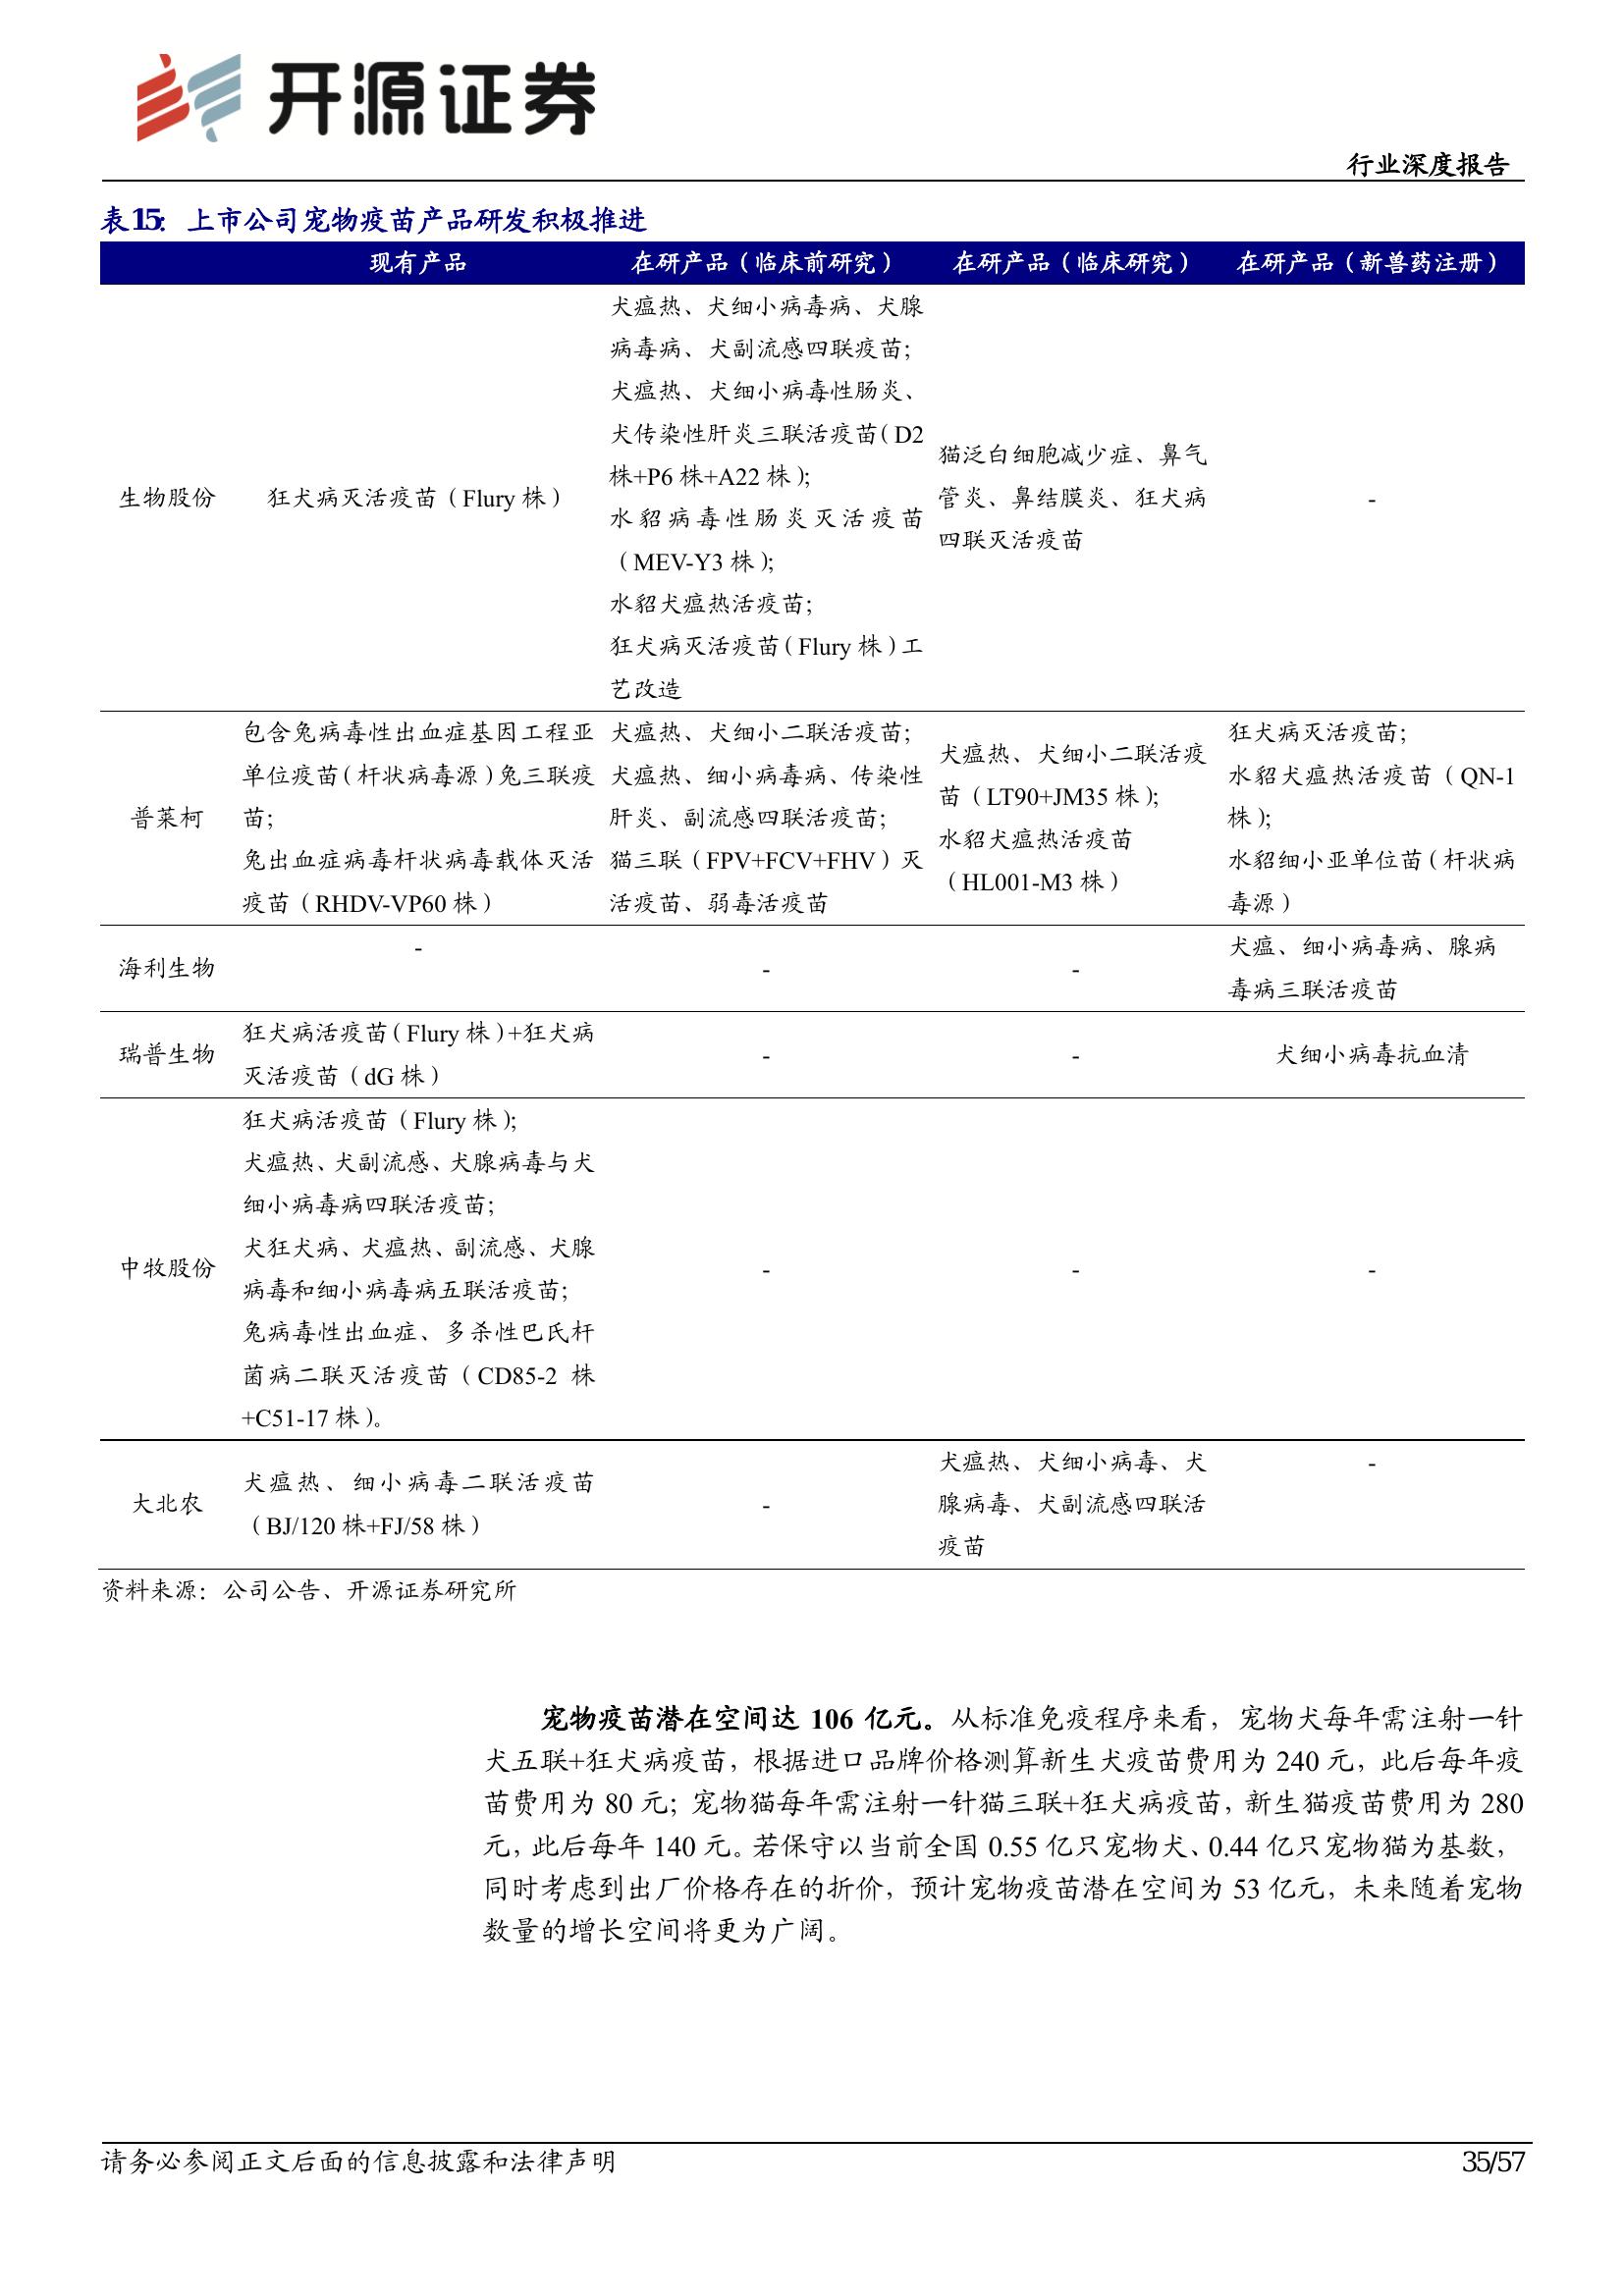 开源证券
行业深度报告
表15： 上市公司宠物疫苗产品研发积极推进
现有产品 在研产品（临床前研究） 在研产品（临床研究） 在研产品（新兽药注册）
生物股份
狂犬病灭活疫苗（Flury 株）
犬瘟热、犬细小病毒病、犬腺
病毒病、犬副流感四联疫苗；
犬瘟热、犬细小病毒性肠炎、
犬传染性肝炎三联活疫苗（D2
株+P6 株+A22 株）；
水貂病毒性肠炎灭活疫苗
（MEV-Y3 株）；
水貂犬瘟热活疫苗；
狂犬病灭活疫苗（Flury 株）工
艺改造
猫泛白细胞减少症、鼻气
管炎、鼻结膜炎、狂犬病
四联灭活疫苗
-
普莱柯
包含兔病毒性出血症基因工程亚
单位疫苗（杆状病毒源）兔三联疫
苗；
兔出血症病毒杆状病毒载体灭活
疫苗（RHDV-VP60 株）
犬瘟热、犬细小二联活疫苗；
犬瘟热、细小病毒病、传染性
肝炎、副流感四联活疫苗；
猫三联（FPV+FCV+FHV）灭
活疫苗、弱毒活疫苗
犬瘟热、犬细小二联活疫
苗（LT90+JM35 株）；
水貂犬瘟热活疫苗
（HL001-M3 株）
狂犬病灭活疫苗；
水貂犬瘟热活疫苗（QN-1
株）；
水貂细小亚单位苗（杆状病
毒源）
海利生物
-
-
-
犬瘟、细小病毒病、腺病
毒病三联活疫苗
瑞普生物
狂犬病活疫苗（Flury 株）+狂犬病
灭活疫苗（dG 株）
-
-
犬细小病毒抗血清
中牧股份
狂犬病活疫苗（Flury 株）；
犬瘟热、犬副流感、犬腺病毒与犬
细小病毒病四联活疫苗；
犬狂犬病、犬瘟热、副流感、犬腺
病毒和细小病毒病五联活疫苗；
兔病毒性出血症、多杀性巴氏杆
菌病二联灭活疫苗（CD85-2 株
+C51-17 株）。
-
-
-
大北农
犬瘟热、细小病毒二联活疫苗
（BJ/120 株+FJ/58 株）
-
犬瘟热、犬细小病毒、犬
腺病毒、犬副流感四联活
疫苗
-
资料来源：公司公告、开源证券研究所
宠物疫苗潜在空间达 106 亿元。从标准免疫程序来看，宠物犬每年需注射一针
犬五联+狂犬病疫苗，根据进口品牌价格测算新生犬疫苗费用为 240 元，此后每年疫
苗费用为 80 元；宠物猫每年需注射一针猫三联+狂犬病疫苗，新生猫疫苗费用为 280
元，此后每年 140 元。若保守以当前全国 0.55 亿只宠物犬、0.44 亿只宠物猫为基数，
同时考虑到出厂价格存在的折价，预计宠物疫苗潜在空间为 53 亿元，未来随着宠物
数量的增长空间将更为广阔。
请务必参阅正文后面的信息披露和法律声明
35/57